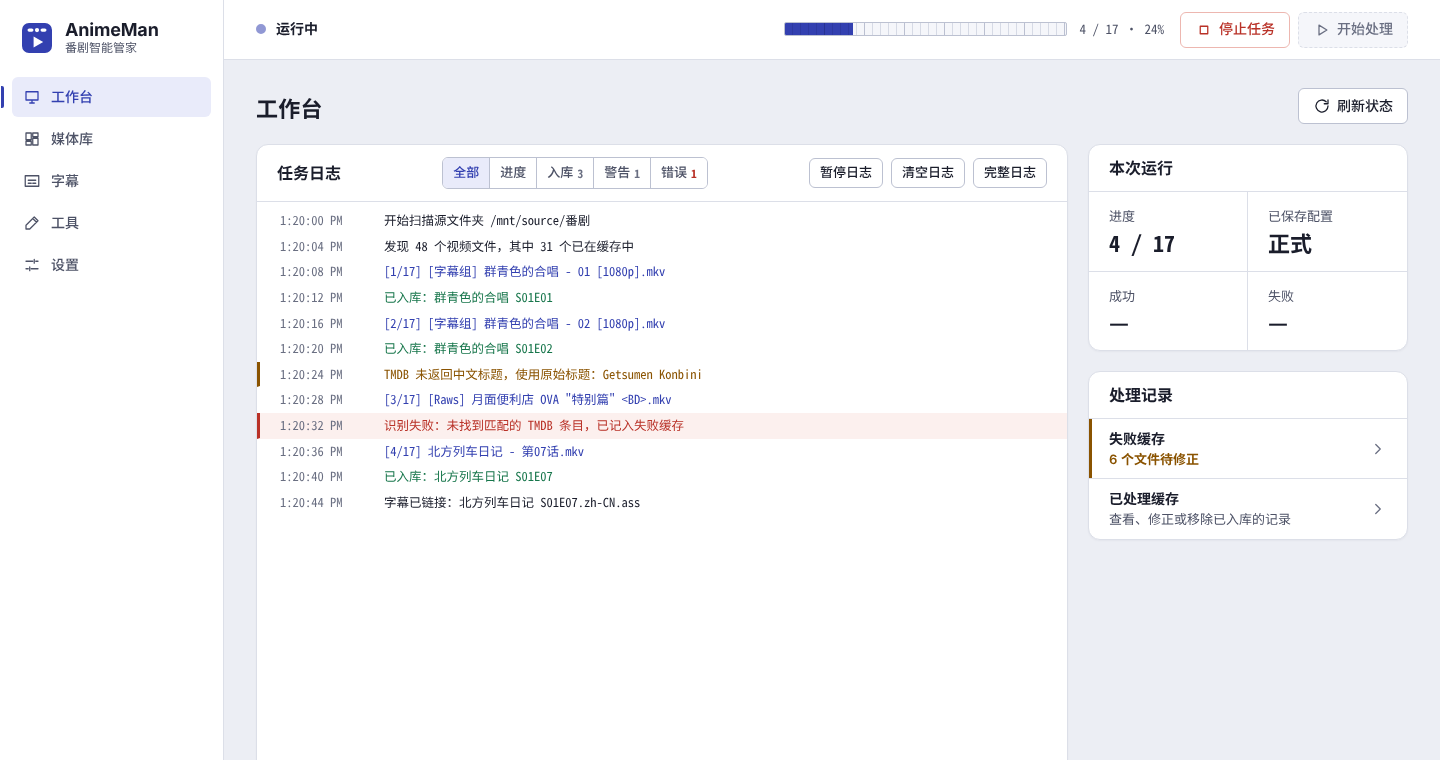 AnimeMan
番剧智能管家
工作台
媒体库
字幕
工具
设置
运行中
4 / 17 · 24%
停止任务
开始处理
工作台
刷新状态
任务日志
全部
进度
入库 3
警告 1
错误 1
暂停日志
清空日志
完整日志
1:20:00 PM 开始扫描源文件夹 /mnt/source/番剧
1:20:04 PM 发现 48 个视频文件，其中 31 个已在缓存中
1:20:08 PM [1/17] [字幕组] 群青色的合唱 - 01 [1080p].mkv
1:20:12 PM 已入库：群青色的合唱 S01E01
1:20:16 PM [2/17] [字幕组] 群青色的合唱 - 02 [1080p].mkv
1:20:20 PM 已入库：群青色的合唱 S01E02
1:20:24 PM TMDB 未返回中文标题，使用原始标题：Getsumen Konbini
1:20:28 PM [3/17] [Raws] 月面便利店 OVA "特别篇" <BD>.mkv
1:20:32 PM 识别失败：未找到匹配的 TMDB 条目，已记入失败缓存
1:20:36 PM [4/17] 北方列车日记 - 第07话.mkv
1:20:40 PM 已入库：北方列车日记 S01E07
1:20:44 PM 字幕已链接：北方列车日记 S01E07.zh-CN.ass
本次运行
进度
4 / 17
已保存配置
正式
成功
—
失败
—
处理记录
失败缓存
6 个文件待修正
已处理缓存
查看、修正或移除已入库的记录